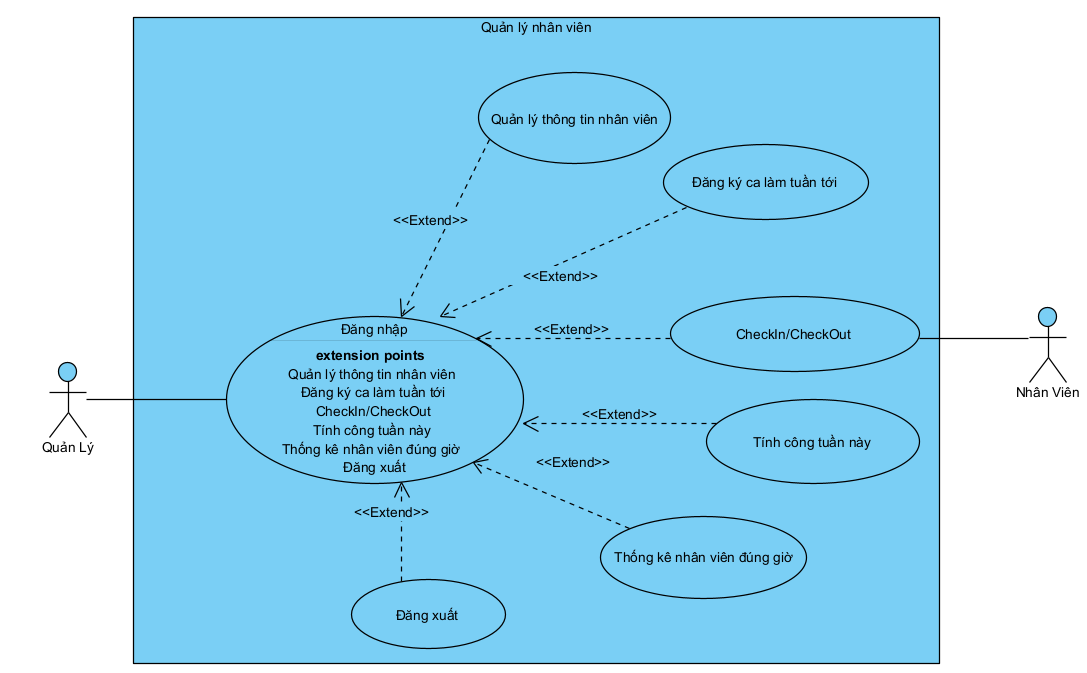 Quản lý nhân viên
Quản lý thông tin nhân viên
Đăng ký ca làm tuần tới
<<Extend>>
<<Extend>>
Đăng nhập
<<Extend>>
CheckIn/CheckOut
extension points
Quản lý thông tin nhân viên
Đăng ký ca làm tuần tới
CheckIn/CheckOut
Tính công tuần này
Thống kê nhân viên đúng giờ
Đăng xuất
Nhân Viên
Quản Lý
<<Extend>>
Tính công tuần này
<<Extend>>
<<Extend>>
Thống kê nhân viên đúng giờ
Đăng xuất